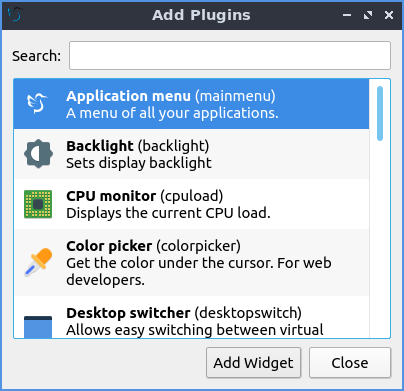 Add Plugins
Search:
Application menu (mainmenu)
A menu of all your applications.
Backlight (backlight)
Sets display backlight
CPU monitor (cpuload)
Displays the current CPU load.
Color picker (colorpicker)
Get the color under the cursor. For web
developers.
Desktop switcher (desktopswitch)
Allows easy switching between virtual
Add Widget Close